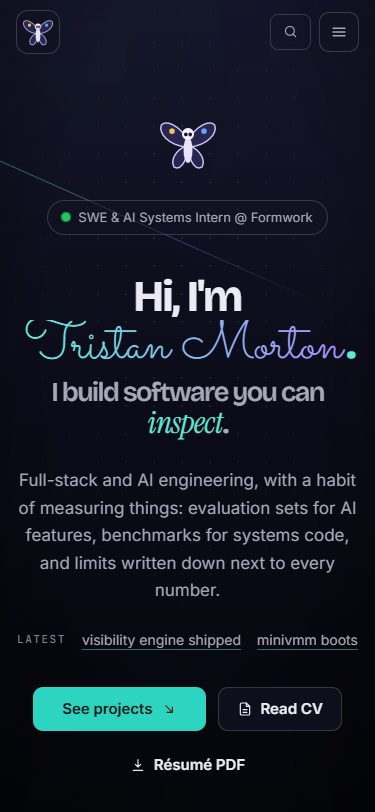 SWE & AI Systems Intern @ Formwork
Hi, I'm
Tristan Morton.
I build software you can
inspect.
Full-stack and AI engineering, with a habit
of measuring things: evaluation sets for AI
features, benchmarks for systems code,
and limits written down next to every
number.
LATEST visibility engine shipped minivmm boots
See projects Read CV
Résumé PDF